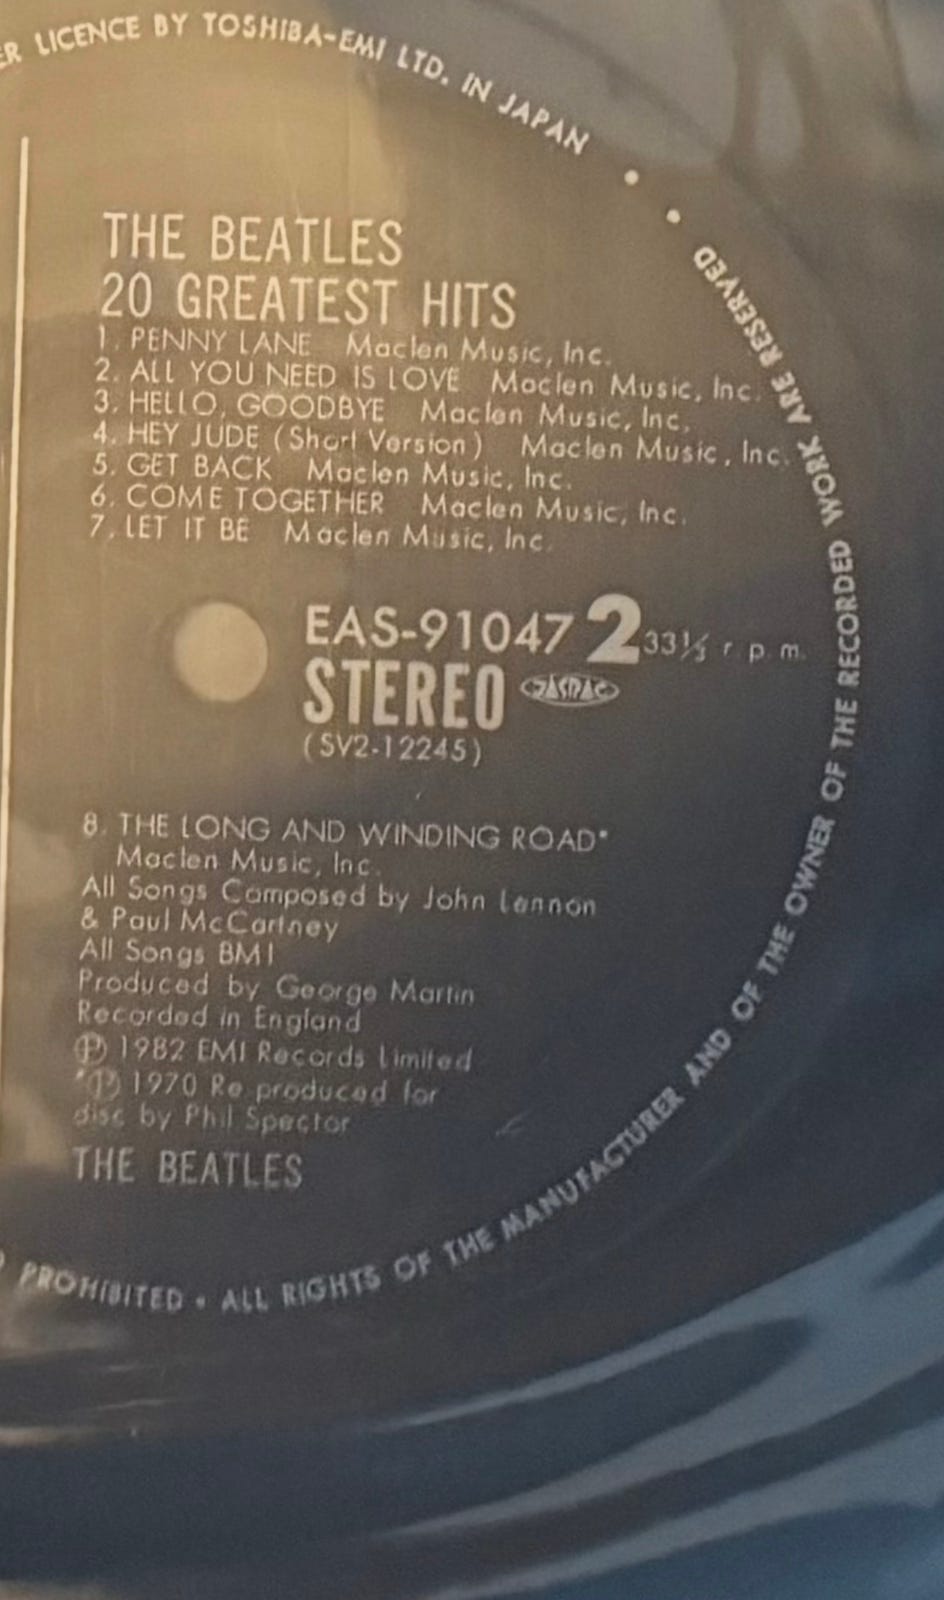 ER LICENCE BY TOSHIBA-EMI LTD. IN JAPAN •
THE BEATLES
20 GREATEST HITS
1. PENNY LANE Maclen Music, Inc.
2. ALL YOU NEED IS LOVE Maclen Music, Inc.
3. HELLO, GOODBYE Maclen Music, Inc.
4. HEY JUDE (Short Version) Maclen Music, Inc.
5. GET BACK Maclen Music, Inc.
6. COME TOGETHER Maclen Music, Inc.
7. LET IT BE Maclen Music, Inc.
EAS-91047 2 33⅓ r.p.m.
STEREO JASRAC
(SV2-12245)
8. THE LONG AND WINDING ROAD*
Maclen Music, Inc.
All Songs Composed by John Lennon
& Paul McCartney
All Songs BMI
Produced by George Martin
Recorded in England
Ⓟ 1982 EMI Records Limited
*Ⓟ 1970 Re-produced for
disc by Phil Spector
THE BEATLES
PROHIBITED • ALL RIGHTS OF THE MANUFACTURER AND OF THE OWNER OF THE RECORDED WORK ARE RESERVED •